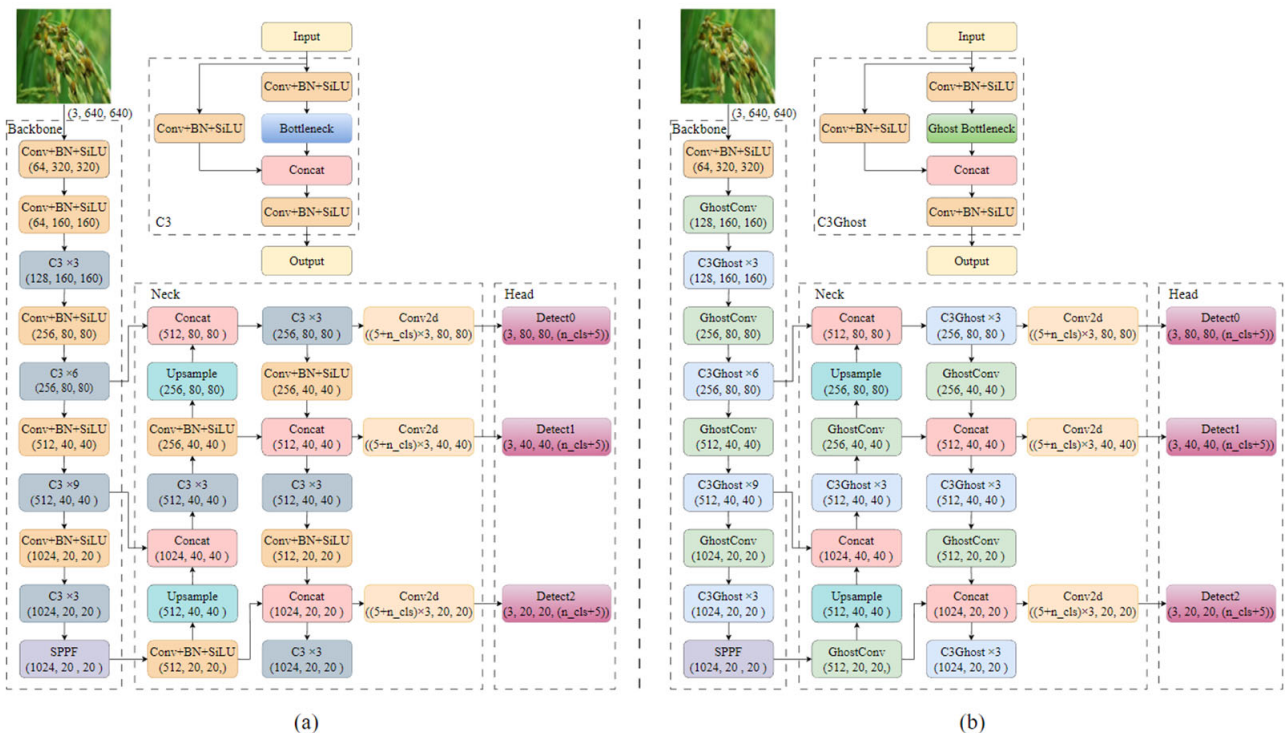 (3, 640, 640)
Backbone
Conv+BN+SiLU
(64, 320, 320)
Conv+BN+SiLU
(64, 160, 160)
C3 ×3
(128, 160, 160)
Conv+BN+SiLU
(256, 80, 80)
C3 ×6
(256, 80, 80)
Conv+BN+SiLU
(512, 40, 40)
C3 ×9
(512, 40, 40 )
Conv+BN+SiLU
(1024, 20, 20 )
C3 ×3
(1024, 20, 20 )
SPPF
(1024, 20 , 20 )
Input
Conv+BN+SiLU
Conv+BN+SiLU
Bottleneck
Concat
Conv+BN+SiLU
C3
Output
Neck
Concat
(512, 80, 80 )
Upsample
(256, 80, 80)
Conv+BN+SiLU
(256, 40, 40 )
C3 ×3
(512, 40, 40 )
Concat
(1024, 40, 40 )
Upsample
(512, 40, 40 )
Conv+BN+SiLU
(512, 20, 20,)
C3 ×3
(256, 80, 80 )
Conv+BN+SiLU
(256, 40, 40 )
Concat
(512, 40, 40 )
C3 ×3
(512, 40, 40 )
Conv+BN+SiLU
(512, 20, 20 )
Concat
(1024, 20, 20 )
C3 ×3
(1024, 20, 20 )
Conv2d
((5+n_cls)×3, 80, 80)
Conv2d
((5+n_cls)×3, 40, 40)
Conv2d
((5+n_cls)×3, 20, 20)
Head
Detect0
(3, 80, 80, (n_cls+5))
Detect1
(3, 40, 40, (n_cls+5))
Detect2
(3, 20, 20, (n_cls+5))
(a)
(3, 640, 640)
Backbone
Conv+BN+SiLU
(64, 320, 320)
GhostConv
(128, 160, 160)
C3Ghost ×3
(128, 160, 160)
GhostConv
(256, 80, 80)
C3Ghost ×6
(256, 80, 80)
GhostConv
(512, 40, 40)
C3Ghost ×9
(512, 40, 40 )
GhostConv
(1024, 20, 20 )
C3Ghost ×3
(1024, 20, 20 )
SPPF
(1024, 20, 20 )
Input
Conv+BN+SiLU
Conv+BN+SiLU
Ghost Bottleneck
Concat
Conv+BN+SiLU
C3Ghost
Output
Neck
Concat
(512, 80, 80 )
Upsample
(256, 80, 80)
GhostConv
(256, 40, 40 )
C3Ghost ×3
(512, 40, 40 )
Concat
(1024, 40, 40 )
Upsample
(512, 40, 40 )
GhostConv
(512, 20, 20,)
C3Ghost ×3
(256, 80, 80 )
GhostConv
(256, 40, 40 )
Concat
(512, 40, 40 )
C3Ghost ×3
(512, 40, 40 )
GhostConv
(512, 20, 20 )
Concat
(1024, 20, 20 )
C3Ghost ×3
(1024, 20, 20 )
Conv2d
((5+n_cls)×3, 80, 80)
Conv2d
((5+n_cls)×3, 40, 40)
Conv2d
((5+n_cls)×3, 20, 20)
Head
Detect0
(3, 80, 80, (n_cls+5))
Detect1
(3, 40, 40, (n_cls+5))
Detect2
(3, 20, 20, (n_cls+5))
(b)